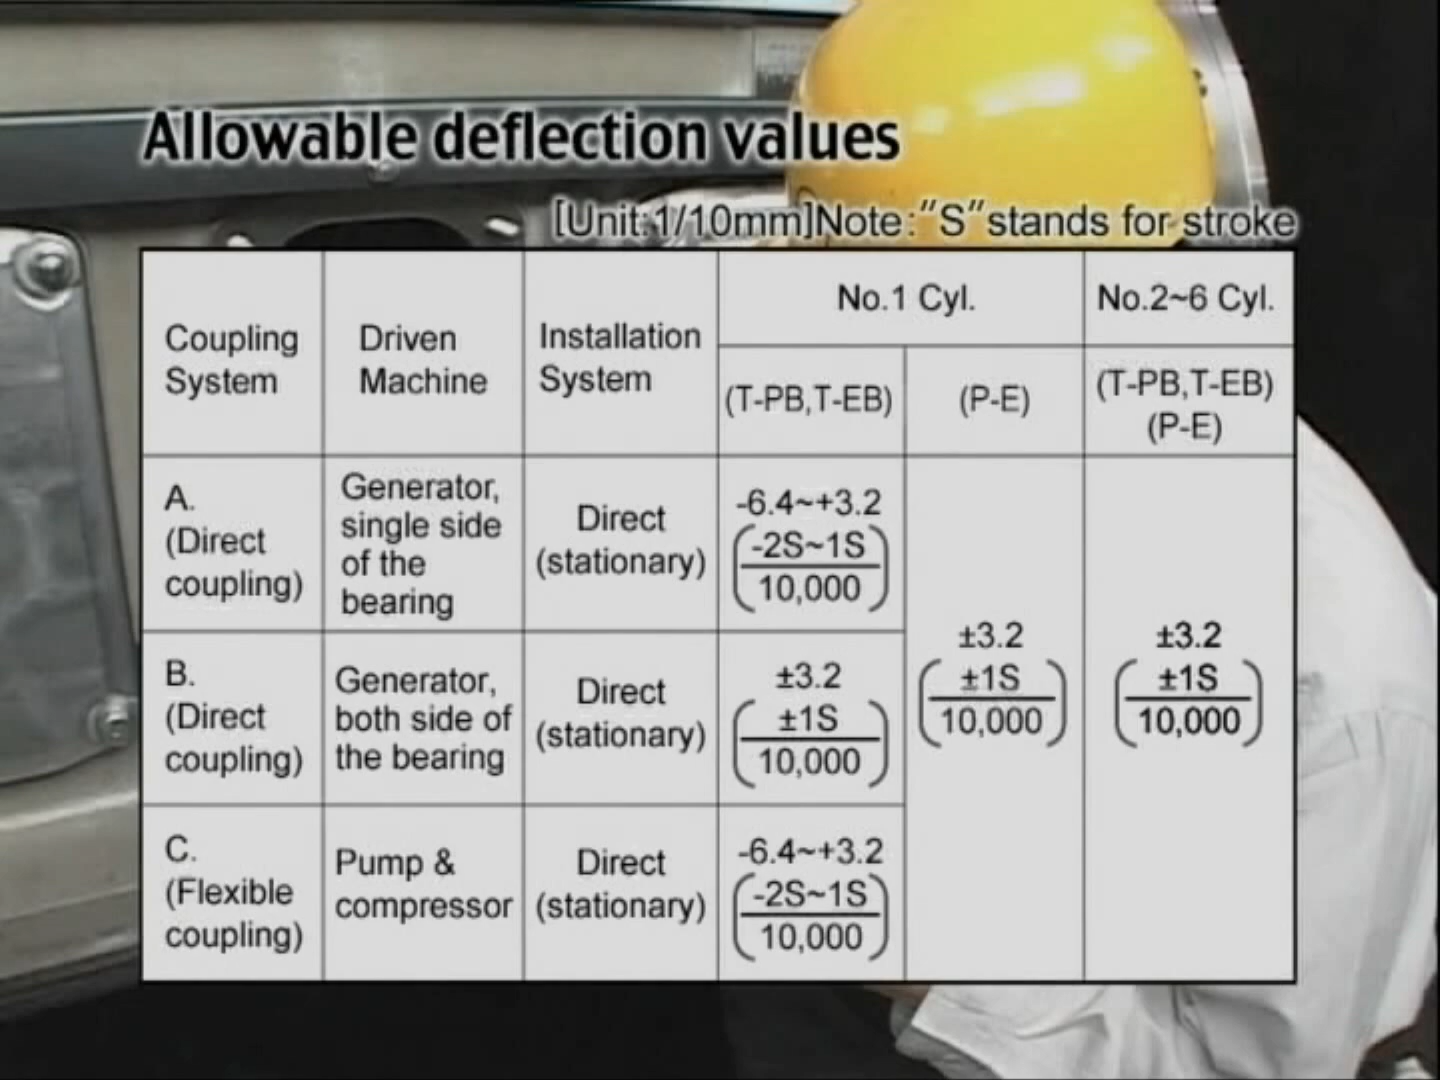 Allowable deflection values
[Unit:1/10mm]Note:"S"stands for stroke
Coupling
System
Driven
Machine
Installation
System
No.1 Cyl.
No.2~6 Cyl.
(T-PB,T-EB)
(P-E)
(T-PB,T-EB)
(P-E)
A.
(Direct
coupling)
Generator,
single side
of the
bearing
Direct
(stationary)
-6.4~+3.2
(-2S~1S
10,000)
±3.2
(±1S
10,000)
±3.2
(±1S
10,000)
B.
(Direct
coupling)
Generator,
both side of
the bearing
Direct
(stationary)
±3.2
(±1S
10,000)
C.
(Flexible
coupling)
Pump &
compressor
Direct
(stationary)
-6.4~+3.2
(-2S~1S
10,000)